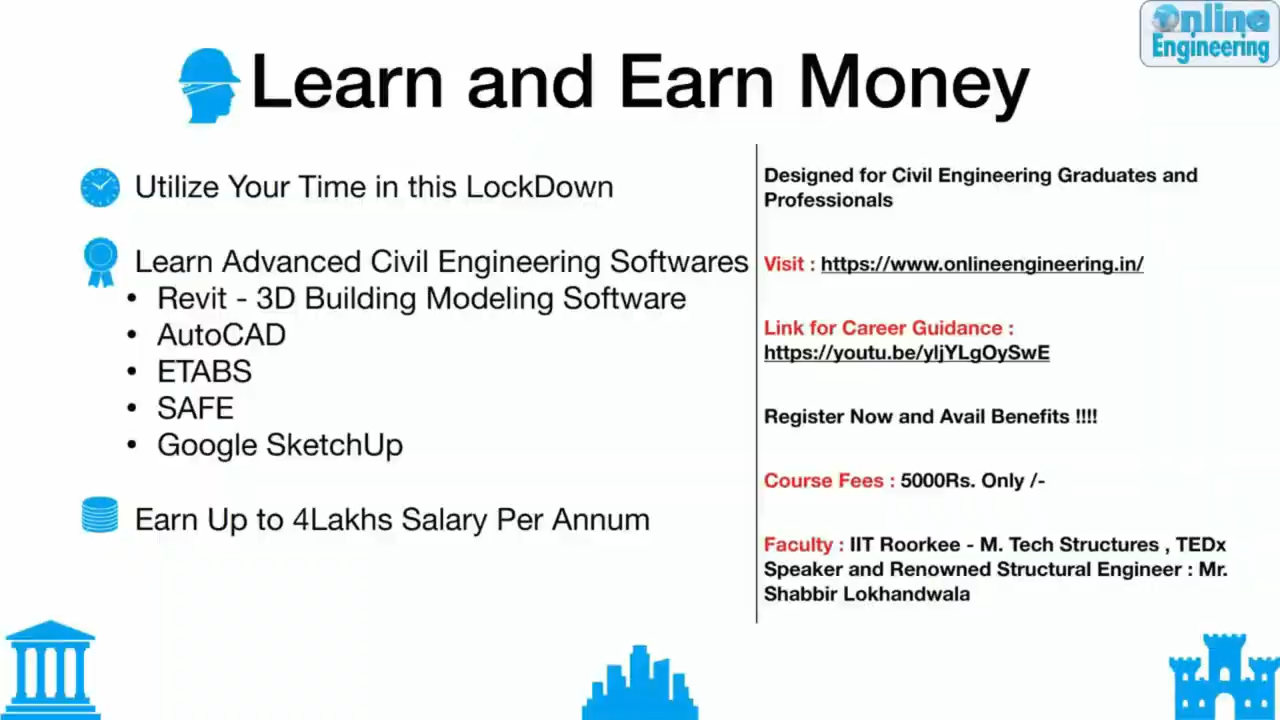 Online
Engineering
Learn and Earn Money
Utilize Your Time in this LockDown
Learn Advanced Civil Engineering Softwares
• Revit - 3D Building Modeling Software
• AutoCAD
• ETABS
• SAFE
• Google SketchUp
Earn Up to 4Lakhs Salary Per Annum
Designed for Civil Engineering Graduates and
Professionals
Visit : https://www.onlineengineering.in/
Link for Career Guidance :
https://youtu.be/yljYLgOySwE
Register Now and Avail Benefits !!!!
Course Fees : 5000Rs. Only /-
Faculty : IIT Roorkee - M. Tech Structures , TEDx
Speaker and Renowned Structural Engineer : Mr.
Shabbir Lokhandwala